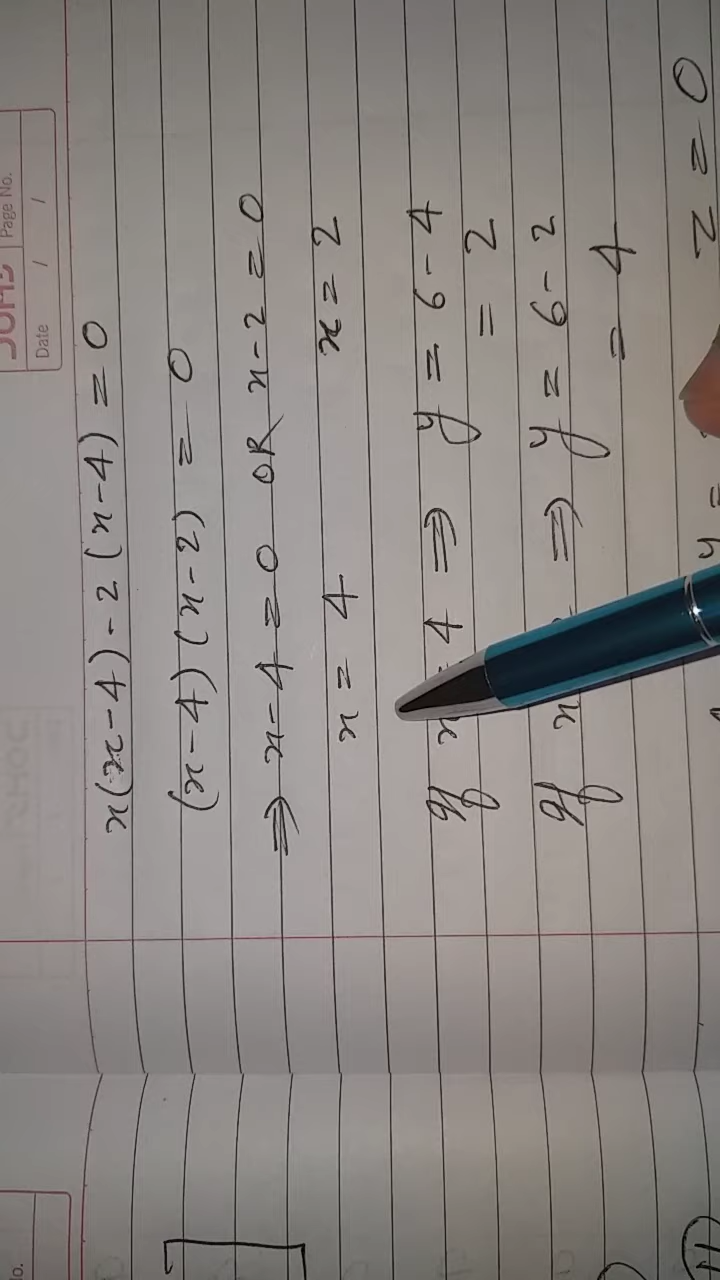 Page No.
Date / /
x(x-4)-2(x-4)=0
(x-4)(x-2) = 0
⇒ x-4=0 OR x-2=0
x = 4 x = 2
If x = 4 ⇒ y = 6-4
= 2
If x ⇒ y = 6-2
= 4
y = z = 0